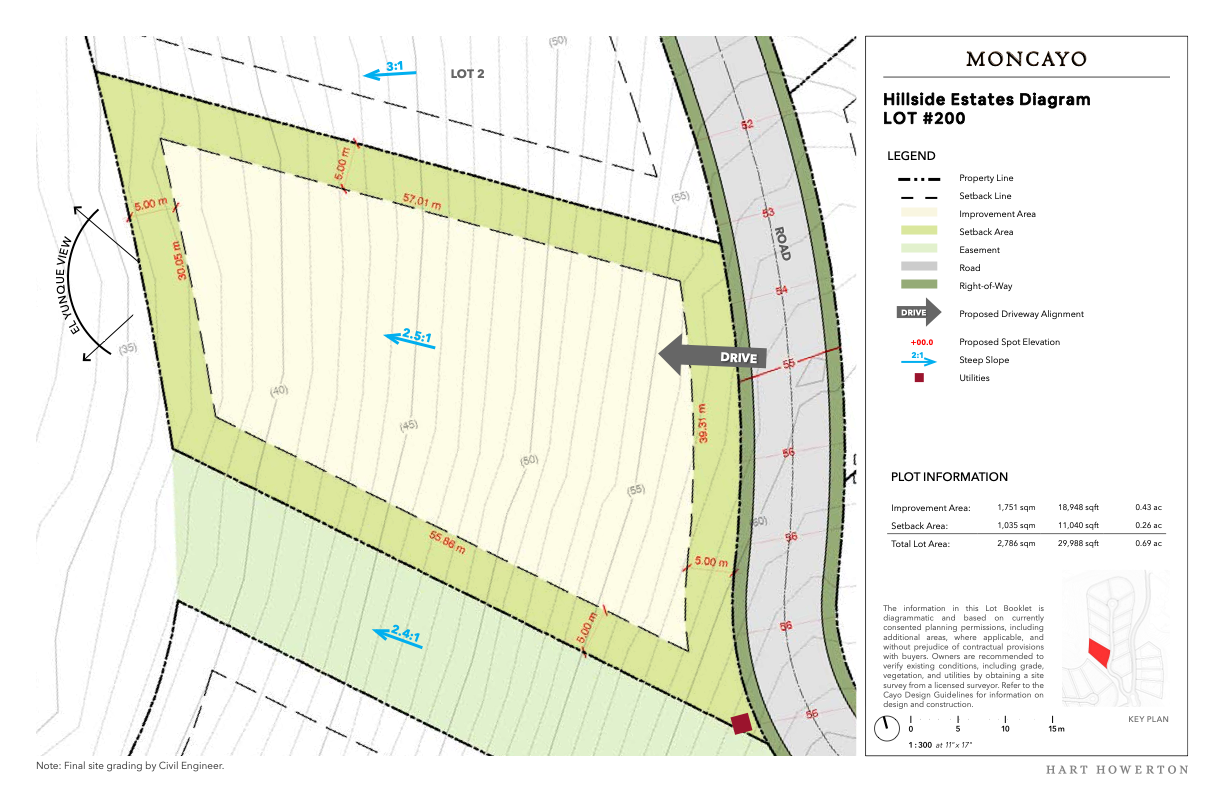 (50)
3:1
LOT 2
52
5.00 m
5.00 m
57.01 m
(55)
53
ROAD
30.05 m
EL YUNQUE VIEW
54
2.5:1
DRIVE
(35)
55
(40)
(45)
39.31 m
56
(50)
(55)
(60)
55.86 m
56
5.00 m
5.00 m
2.4:1
56
56
Note: Final site grading by Civil Engineer.
MONCAYO
Hillside Estates Diagram
LOT #200
LEGEND
Property Line
Setback Line
Improvement Area
Setback Area
Easement
Road
Right-of-Way
DRIVE Proposed Driveway Alignment
+00.0 Proposed Spot Elevation
2:1 Steep Slope
Utilities
PLOT INFORMATION
Improvement Area: 1,751 sqm 18,948 sqft 0.43 ac
Setback Area: 1,035 sqm 11,040 sqft 0.26 ac
Total Lot Area: 2,786 sqm 29,988 sqft 0.69 ac
The information in this Lot Booklet is
diagrammatic and based on currently
consented planning permissions, including
additional areas, where applicable, and
without prejudice of contractual provisions
with buyers. Owners are recommended to
verify existing conditions, including grade,
vegetation, and utilities by obtaining a site
survey from a licensed surveyor. Refer to the
Cayo Design Guidelines for information on
design and construction.
0 5 10 15m
1:300 at 11"x 17"
KEY PLAN
HART HOWERTON